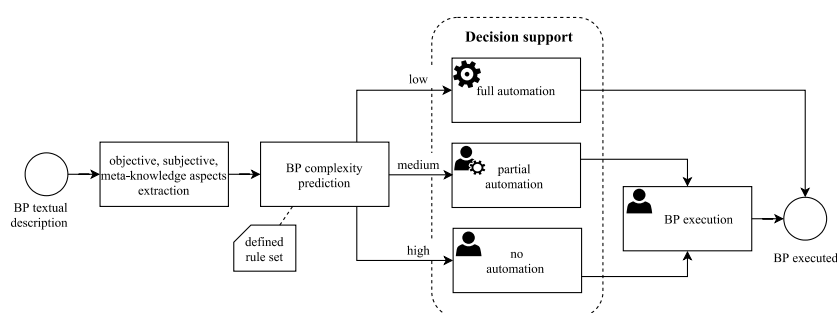 Decision support
low
full automation
objective, subjective,
meta-knowledge aspects
extraction
BP complexity
prediction
medium
partial
automation
BP textual
description
defined
rule set
high
no
automation
BP execution
BP executed